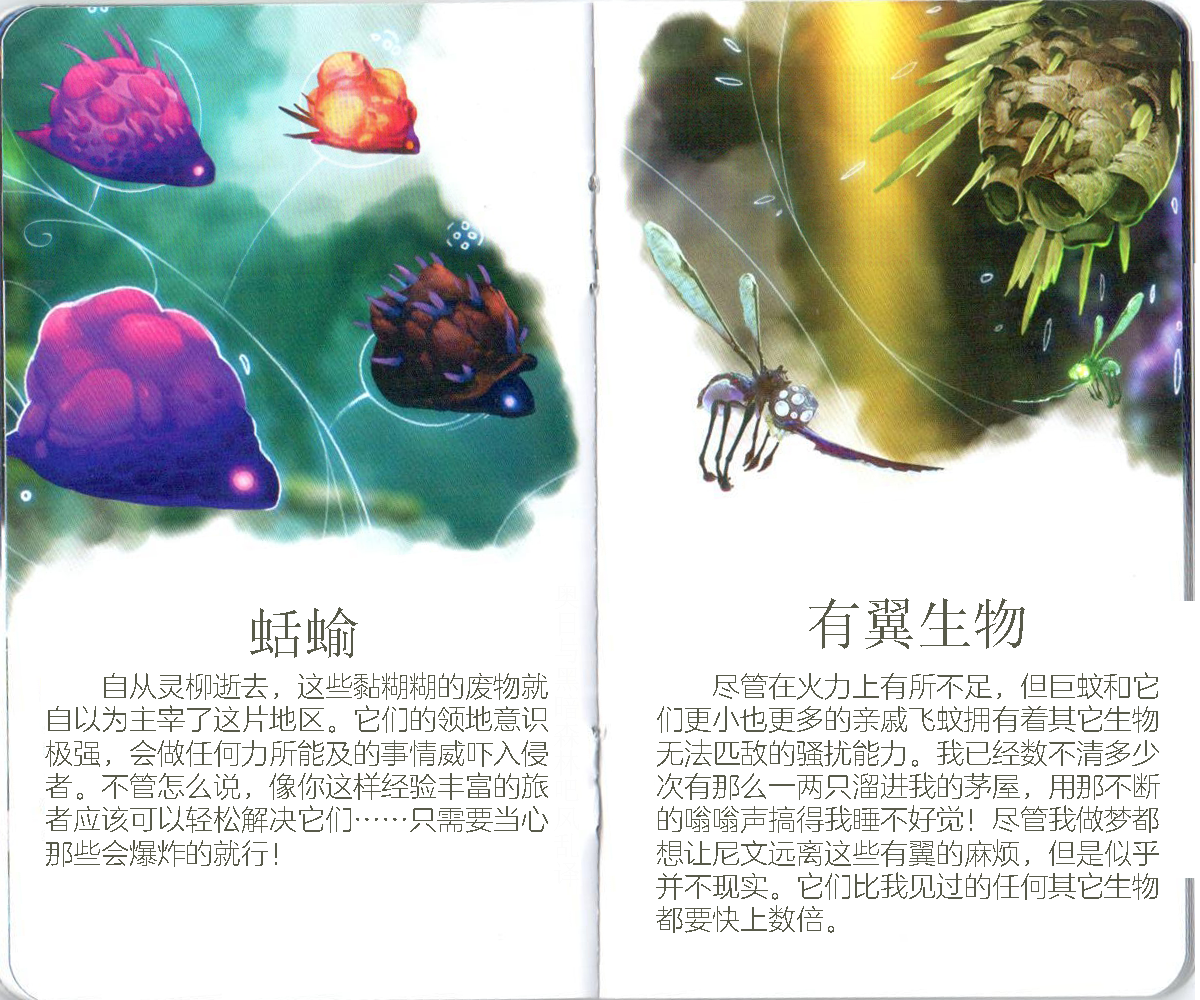 蛞蝓
自从灵柳逝去，这些黏糊糊的废物就
自以为主宰了这片地区。它们的领地意识
极强，会做任何力所能及的事情威吓入侵
者。不管怎么说，像你这样经验丰富的旅
者应该可以轻松解决它们……只需要当心
那些会爆炸的就行！
有翼生物
尽管在火力上有所不足，但巨蚊和它
们更小也更多的亲戚飞蚊拥有着其它生物
无法匹敌的骚扰能力。我已经数不清多少
次有那么一两只溜进我的茅屋，用那不断
的嗡嗡声搞得我睡不好觉！尽管我做梦都
想让尼文远离这些有翼的麻烦，但是似乎
并不现实。它们比我见过的任何其它生物
都要快上数倍。